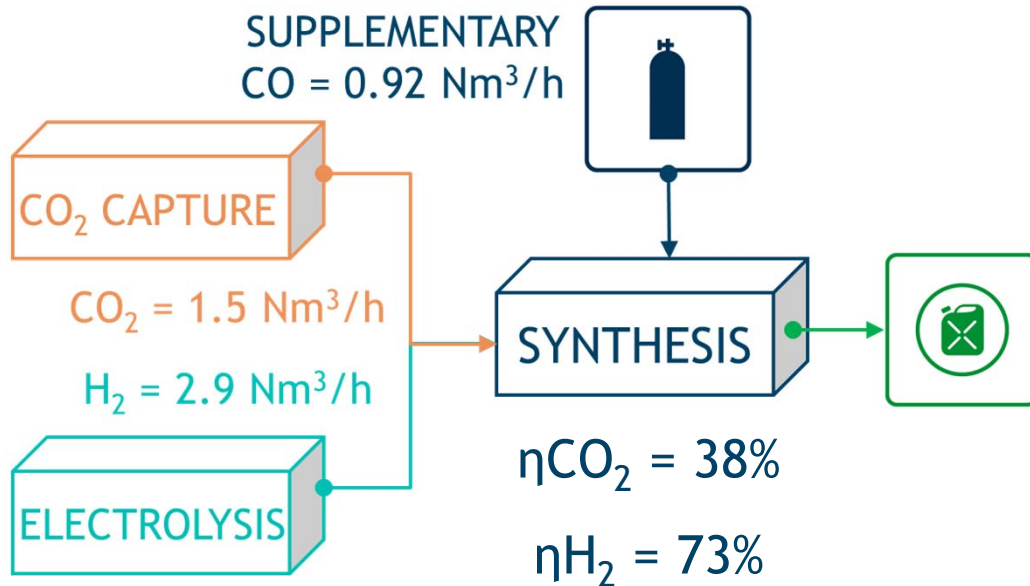 SUPPLEMENTARY
CO = 0.92 Nm³/h
CO₂ CAPTURE
CO₂ = 1.5 Nm³/h
H₂ = 2.9 Nm³/h
ELECTROLYSIS
SYNTHESIS
ηCO₂ = 38%
ηH₂ = 73%